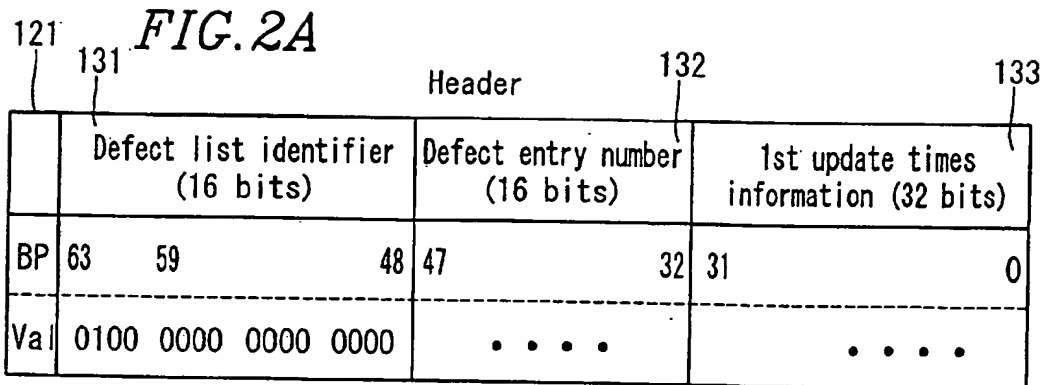 FIG. 2A
121
131
Header
132
133
Defect list identifier
(16 bits)
Defect entry number
(16 bits)
1st update times
information (32 bits)
BP 63 59 48 47 32 31 0
Val 0100 0000 0000 0000 • • • • • • • •